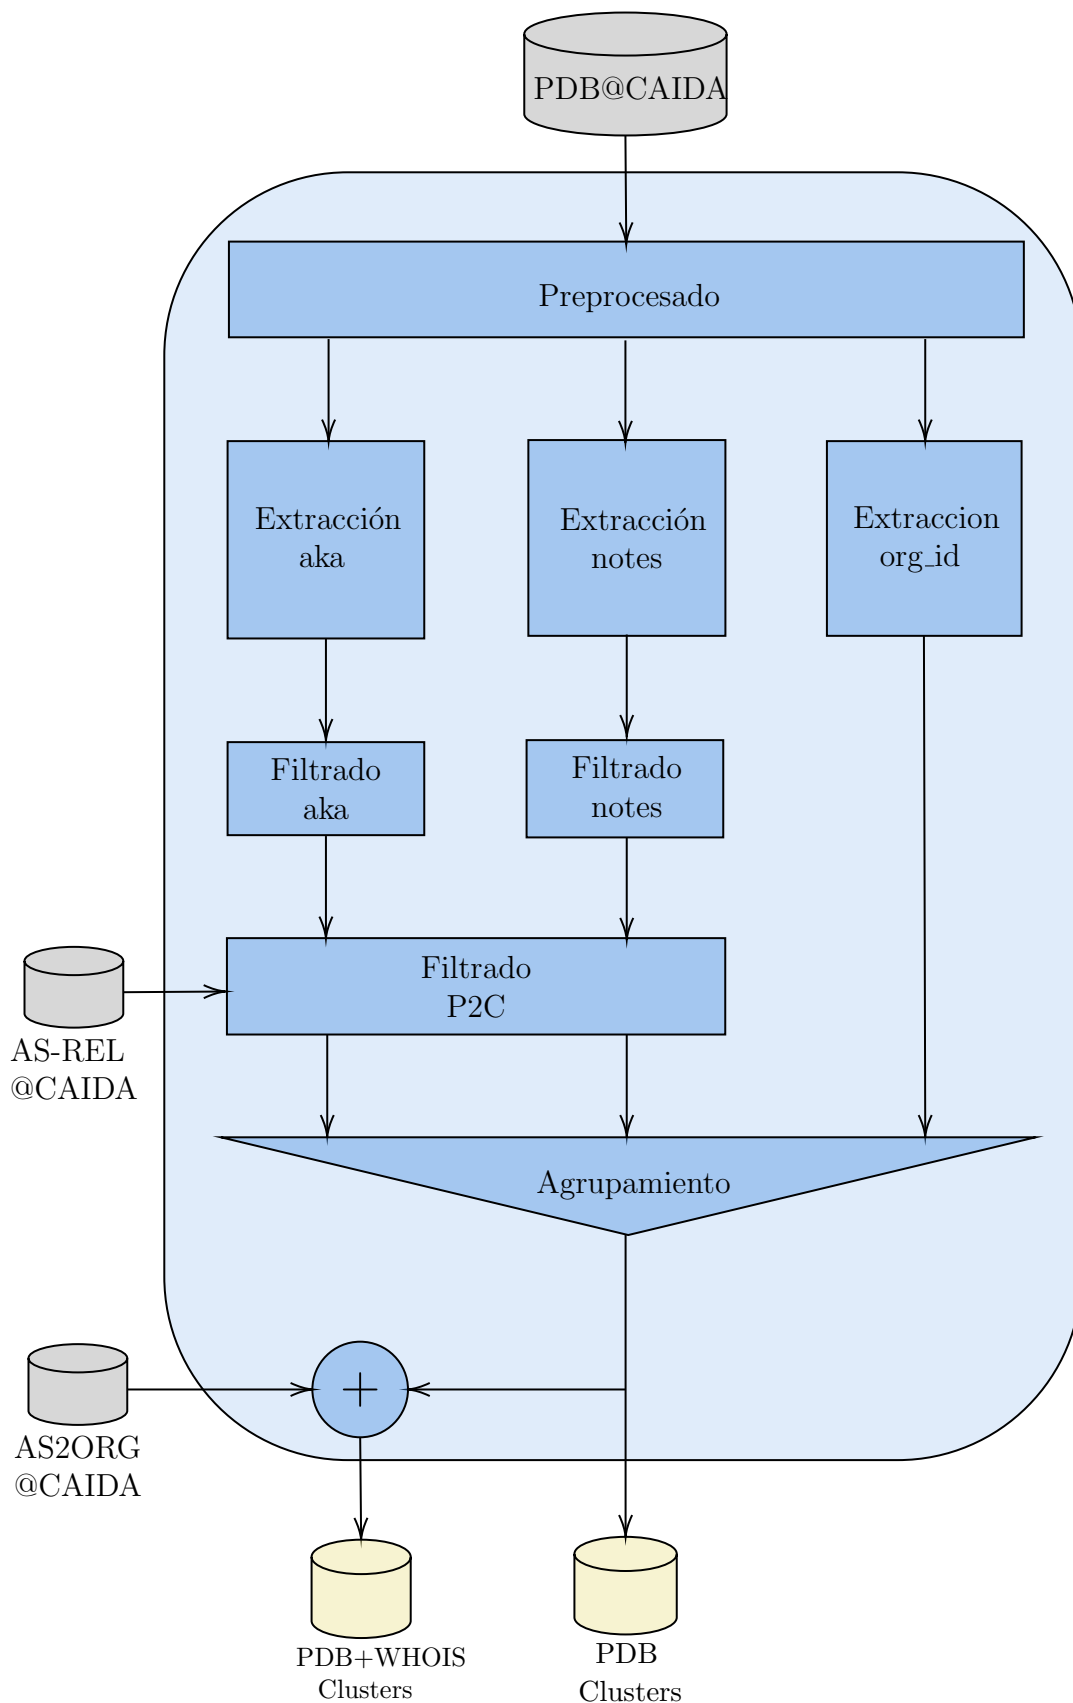 PDB@CAIDA
Preprocesado
Extracción
aka
Extracción
notes
Extraccion
org_id
Filtrado
aka
Filtrado
notes
Filtrado
P2C
AS-REL
@CAIDA
Agrupamiento
+
AS2ORG
@CAIDA
PDB+WHOIS
Clusters
PDB
Clusters